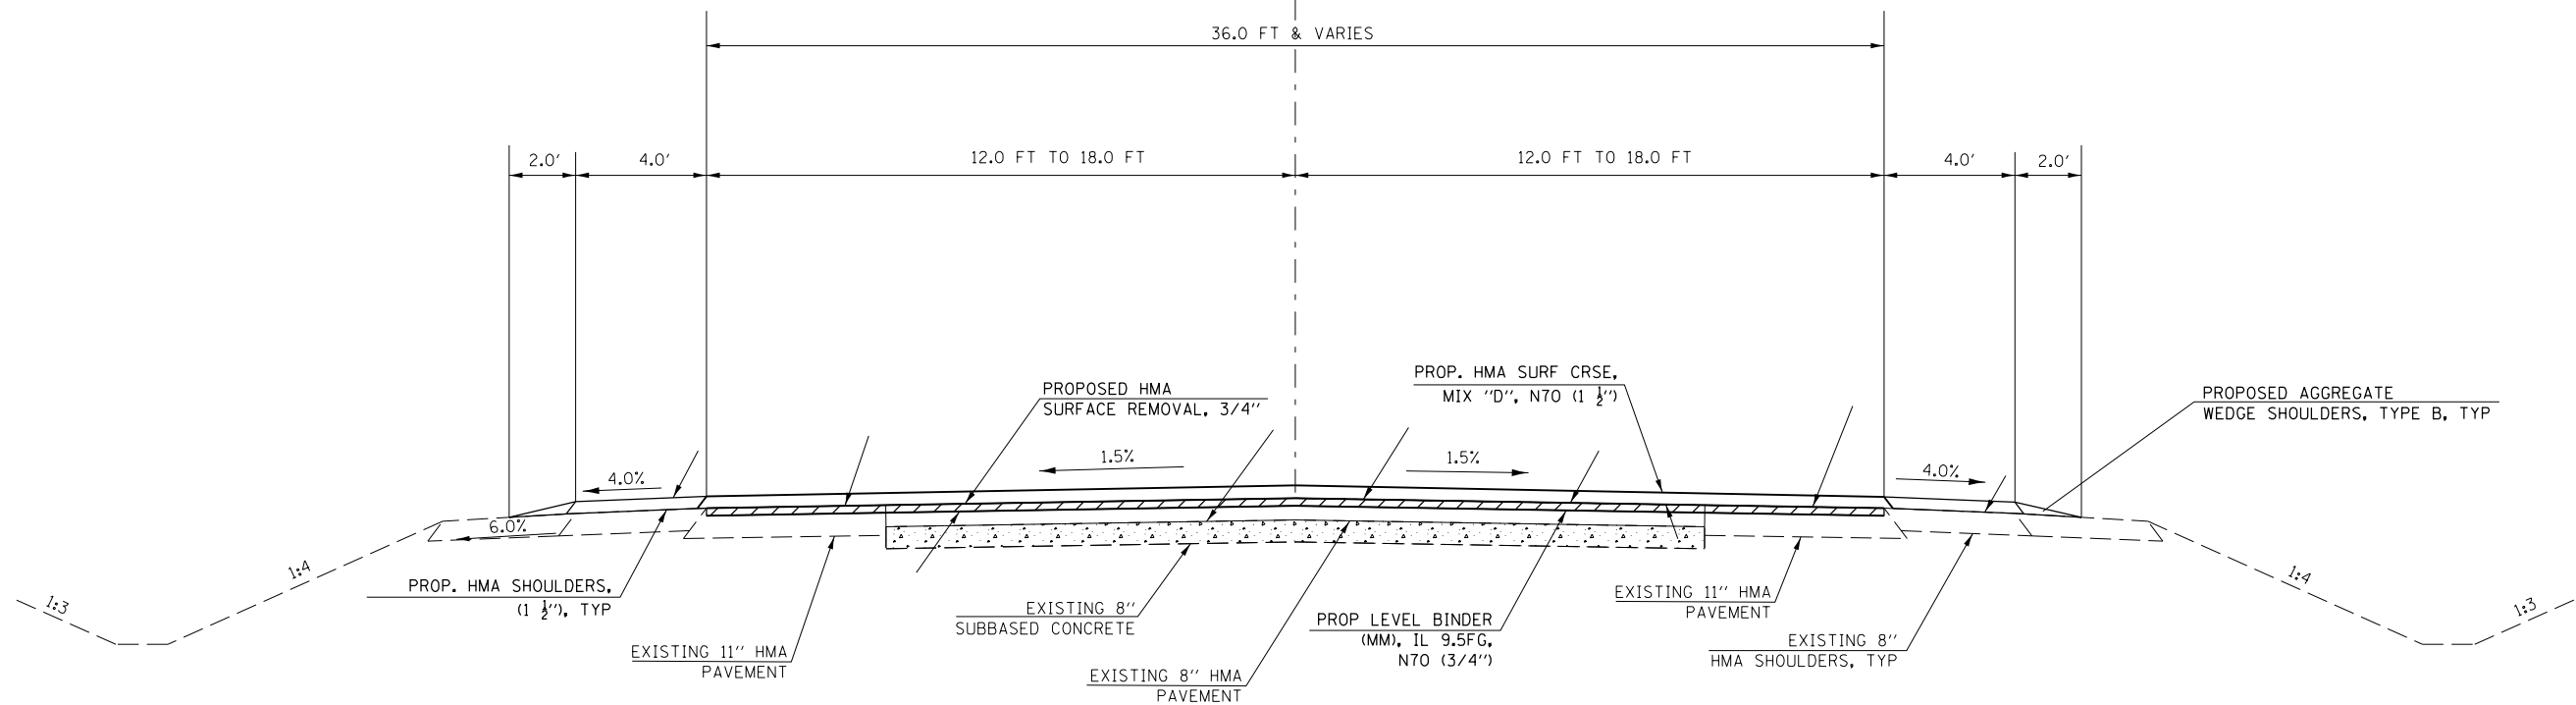 36.0 FT & VARIES
2.0'
4.0'
12.0 FT TO 18.0 FT
12.0 FT TO 18.0 FT
4.0'
2.0'
PROP. HMA SURF CRSE,
MIX "D", N70 (1 1/2")
PROPOSED HMA
SURFACE REMOVAL, 3/4"
PROPOSED AGGREGATE
WEDGE SHOULDERS, TYPE B, TYP
4.0%
1.5%
1.5%
4.0%
6.0%
1:4
1:3
1:4
1:3
PROP. HMA SHOULDERS,
(1 1/2"), TYP
EXISTING 11" HMA
PAVEMENT
EXISTING 8"
SUBBASED CONCRETE
EXISTING 8" HMA
PAVEMENT
PROP LEVEL BINDER
(MM), IL 9.5FG,
N70 (3/4")
EXISTING 11" HMA
PAVEMENT
EXISTING 8"
HMA SHOULDERS, TYP